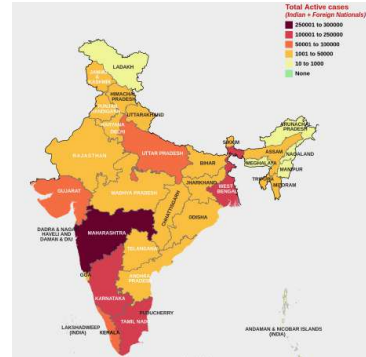 Total Active cases
(Indian + Foreign Nationals)
250001 to 300000
100001 to 250000
50001 to 100000
1001 to 50000
10 to 1000
None
LADAKH
HIMACHAL
PRADESH
UTTARAKHAND
DELHI
RAJASTHAN
UTTAR PRADESH
BIHAR
SIKKIM
ARUNACHAL
PRADESH
ASSAM
NAGALAND
MEGHALAYA
MANIPUR
TRIPURA
MIZORAM
GUJARAT
MADHYA PRADESH
JHARKHAND
WEST
BENGAL
CHHATTISGARH
ODISHA
DADRA & NAGAR
HAVELI AND
DAMAN & DIU
MAHARASHTRA
TELANGANA
GOA
ANDHRA
PRADESH
KARNATAKA
PUDUCHERRY
TAMIL NADU
LAKSHADWEEP
(INDIA)
KERALA
ANDAMAN & NICOBAR ISLANDS
(INDIA)